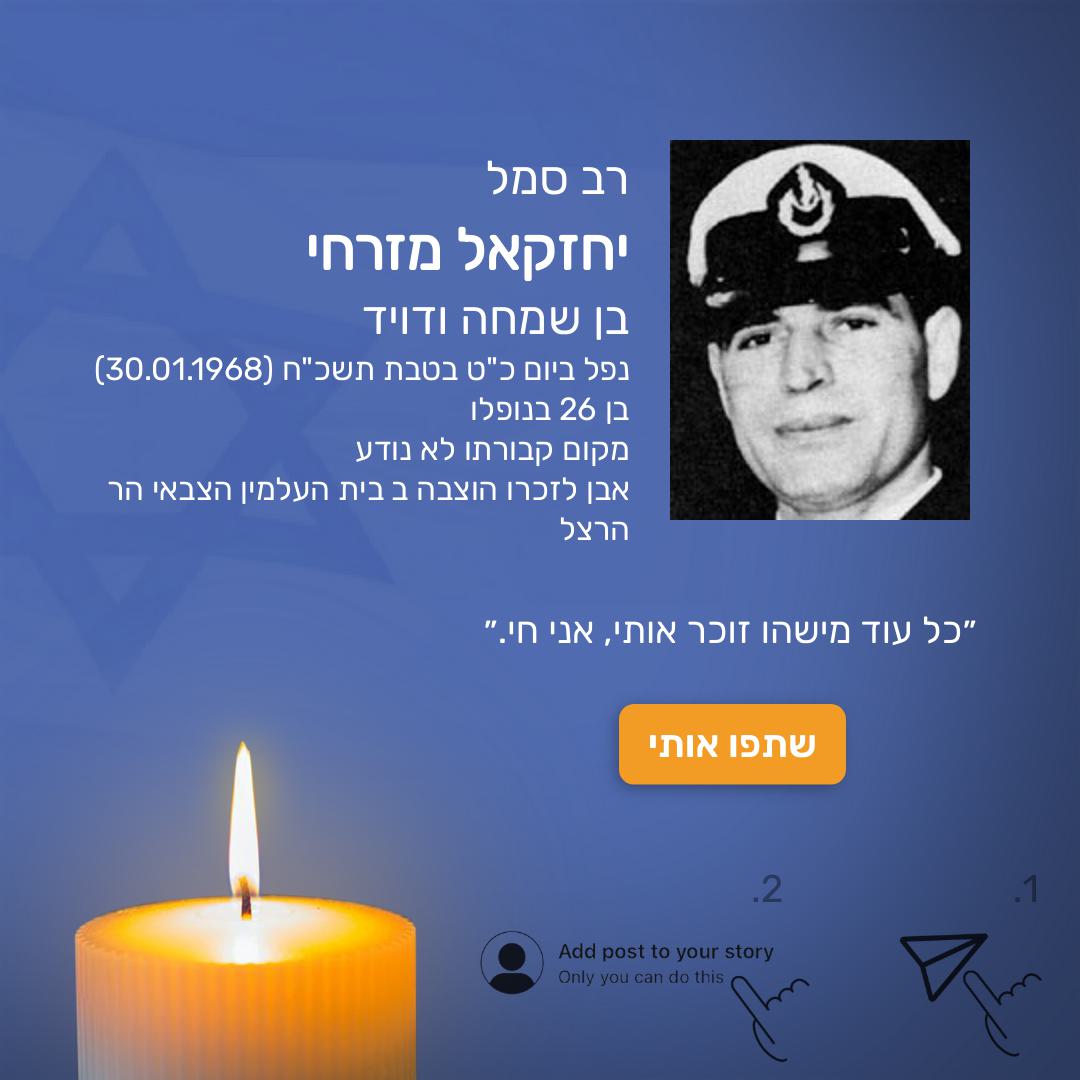 רב סמל
יחזקאל מזרחי
בן שמחה ודויד
נפל ביום כ"ט בטבת תשכ"ח (30.01.1968)
בן 26 בנופלו
מקום קבורתו לא נודע
אבן לזכרו הוצבה ב בית העלמין הצבאי הר
הרצל
״כל עוד מישהו זוכר אותי, אני חי.״
שתפו אותי
.1
.2
Add post to your story
Only you can do this